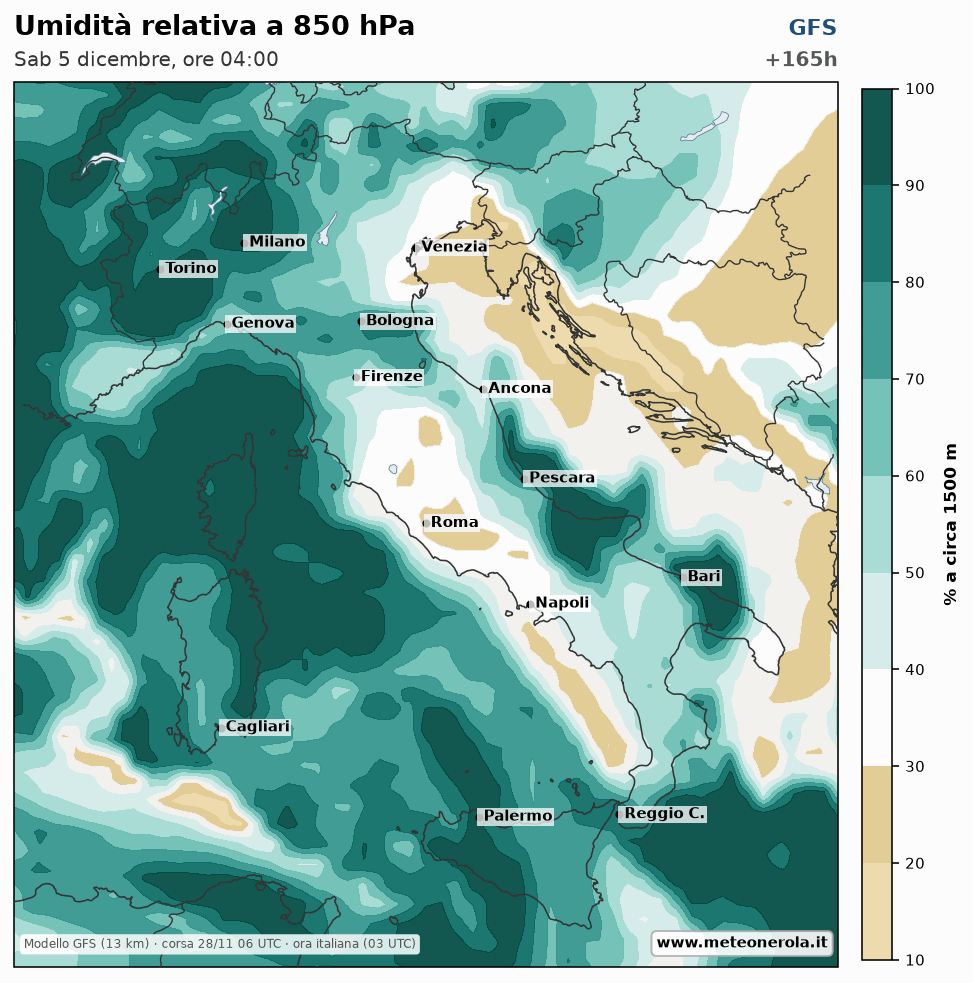 Umidità relativa a 850 hPa
GFS
Sab 5 dicembre, ore 04:00
+165h
100
90
80
70
60
50
40
30
20
10
% a circa 1500 m
Milano
Venezia
Torino
Genova
Bologna
Firenze
Ancona
Pescara
Roma
Bari
Napoli
Cagliari
Palermo
Reggio C.
Modello GFS (13 km) · corsa 28/11 06 UTC · ora italiana (03 UTC)
www.meteonerola.it